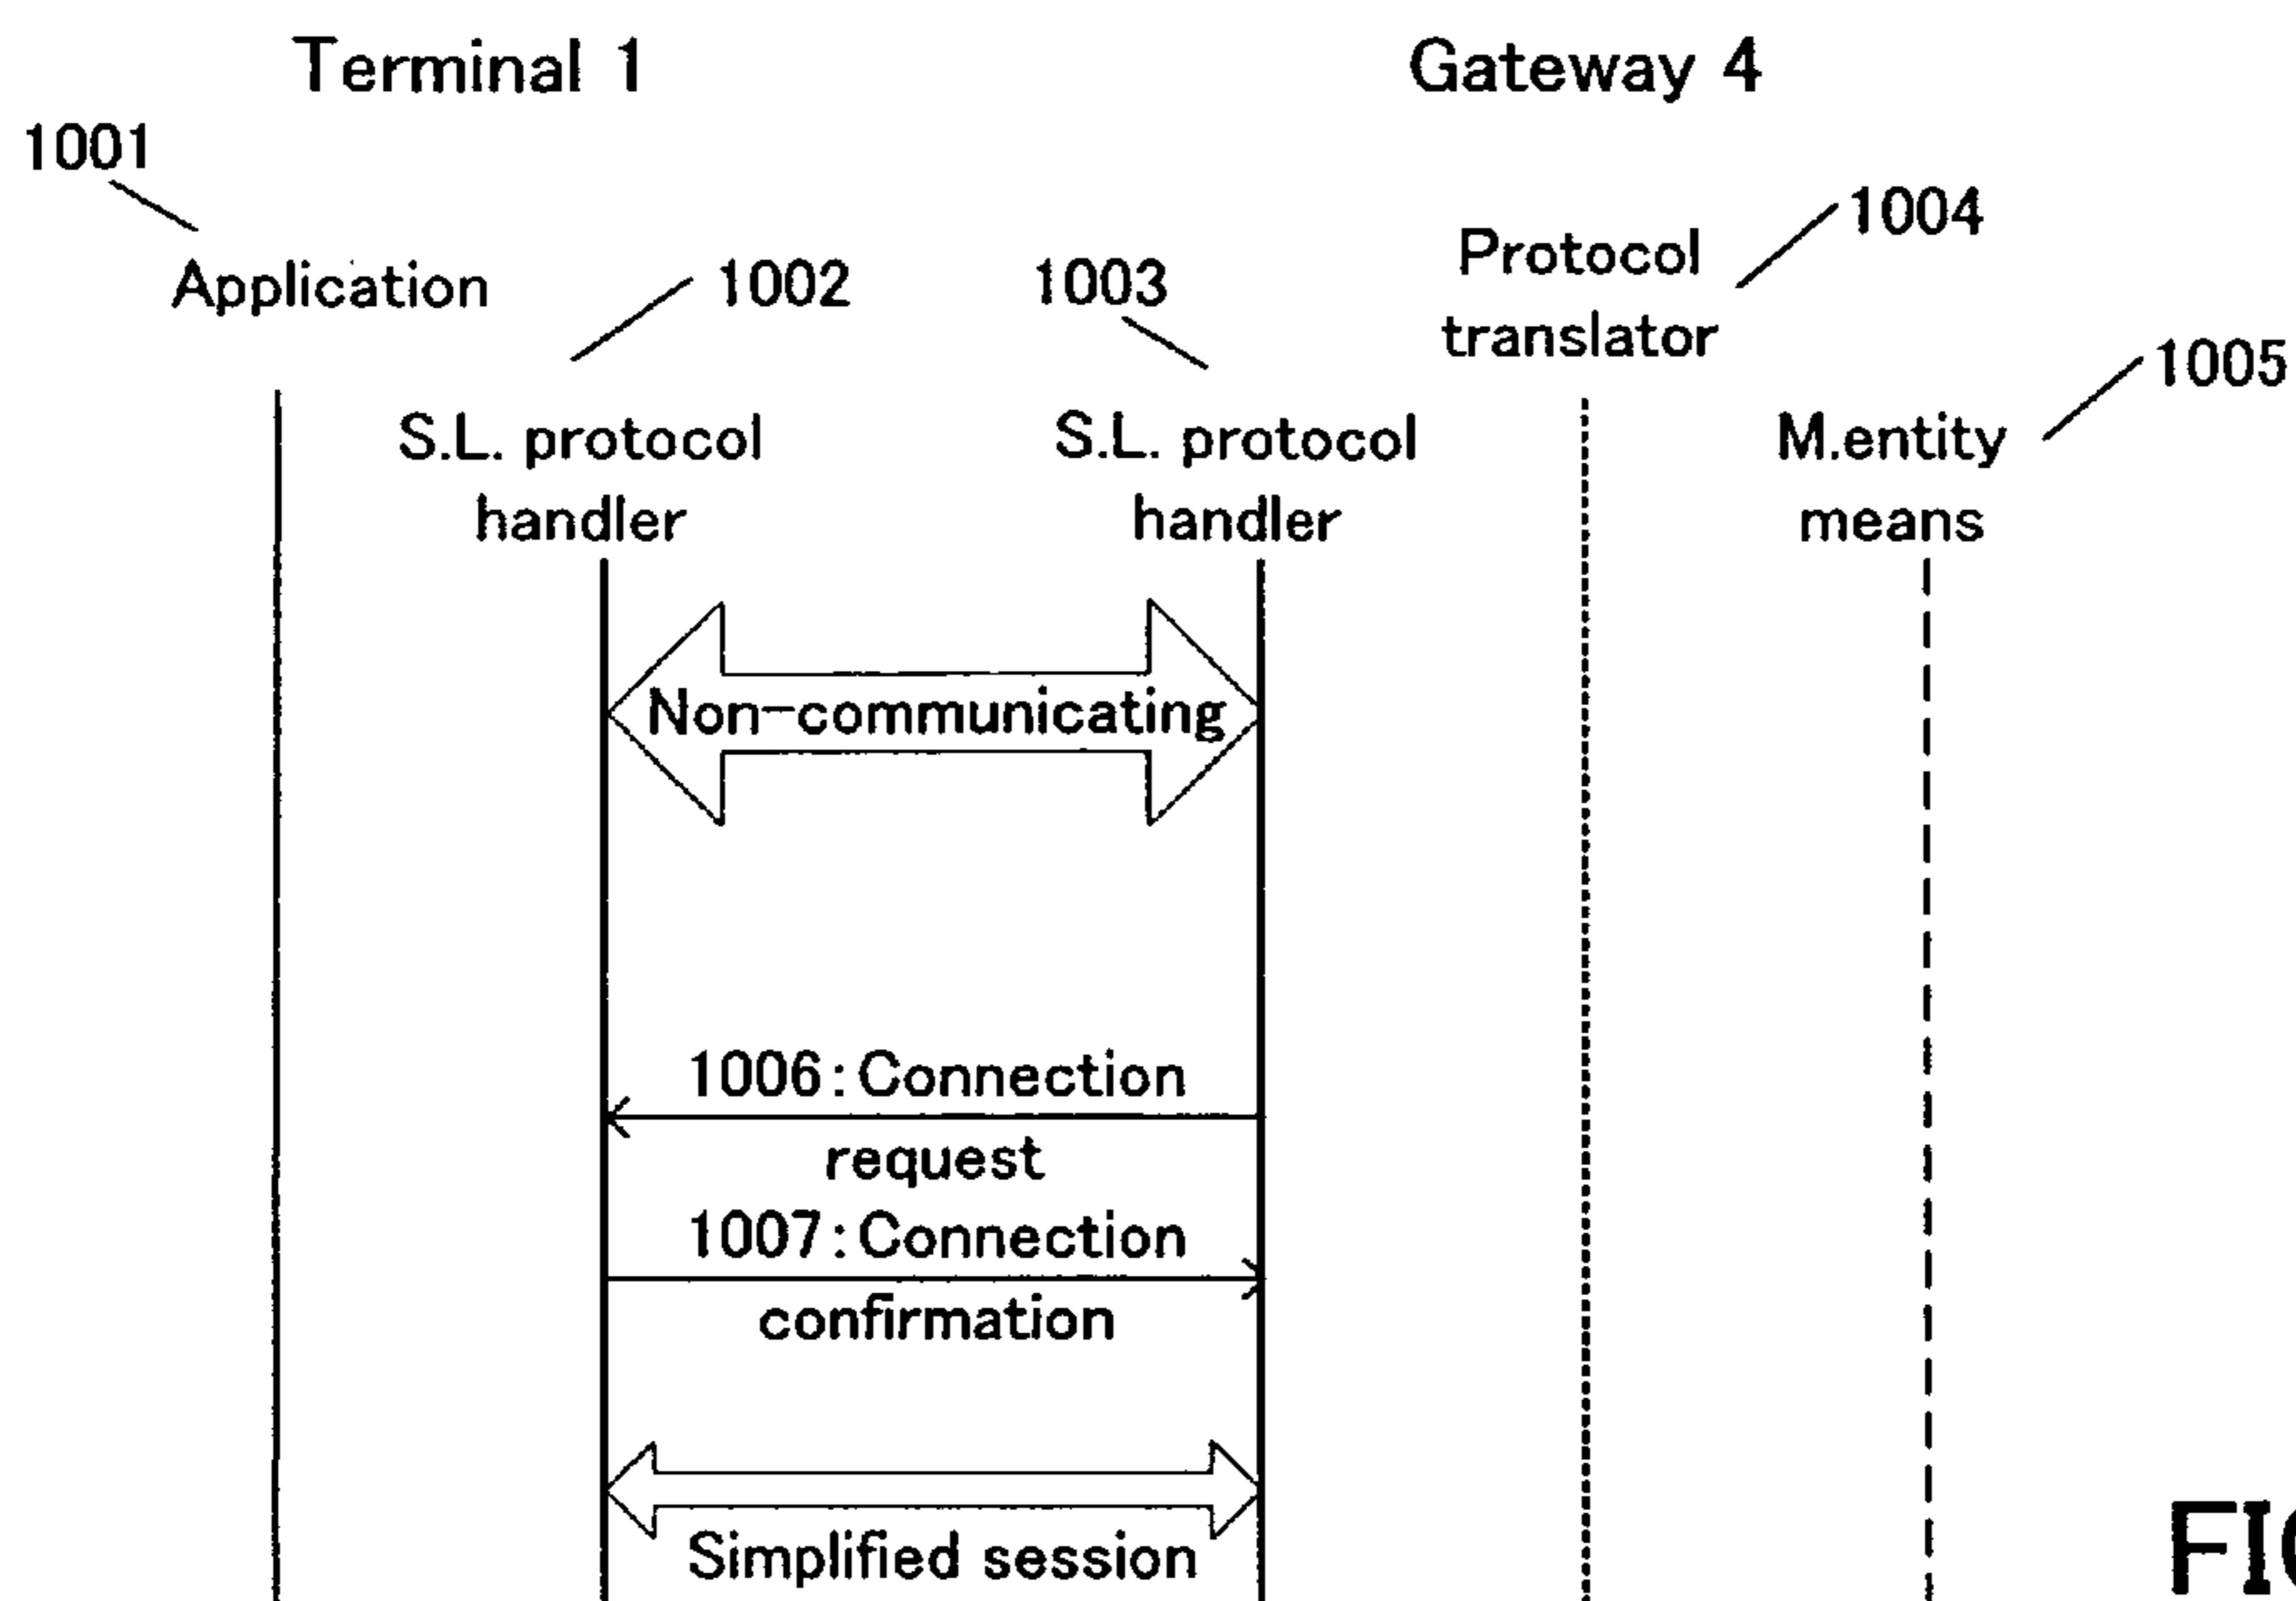 Terminal 1
Gateway 4
1001
1004
Application
1002
1003
Protocol
translator
1005
S.L. protocol
handler
S.L. protocol
handler
M.entity
means
Non-communicating
1006:Connection
request
1007:Connection
confirmation
Simplified session